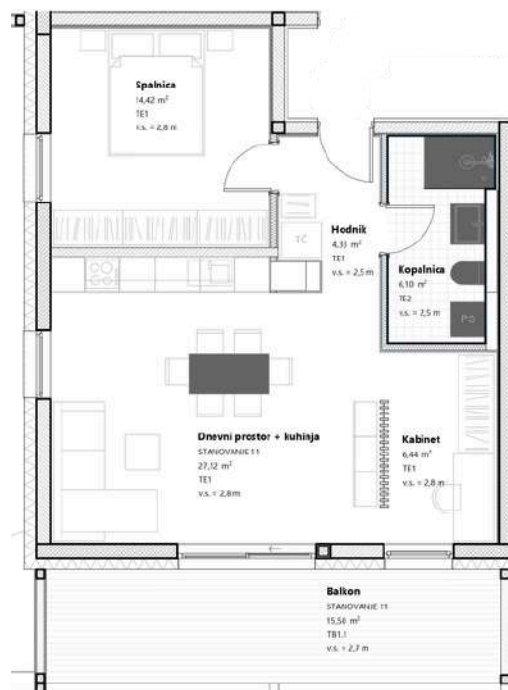 Spalnica
14,42 m²
TE1
v.s. = 2,8 m
Hodnik
4,33 m²
TE1
v.s. = 2,5 m
TČ
Kopalnica
6,10 m²
TE2
v.s. = 2,5 m
PS
Dnevni prostor + kuhinja
STANOVANJE 11
27,12 m²
TE1
v.s. = 2,8 m
Kabinet
6,44 m²
TE1
v.s. = 2,8 m
Balkon
STANOVANJE 11
15,50 m²
TB1.1
v.s. = 2,7 m